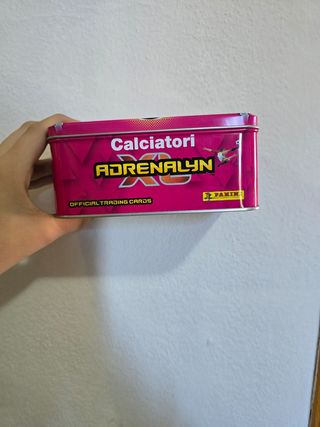 Calciatori
ADRENALYN
XL
OFFICIAL TRADING CARDS
PANINI